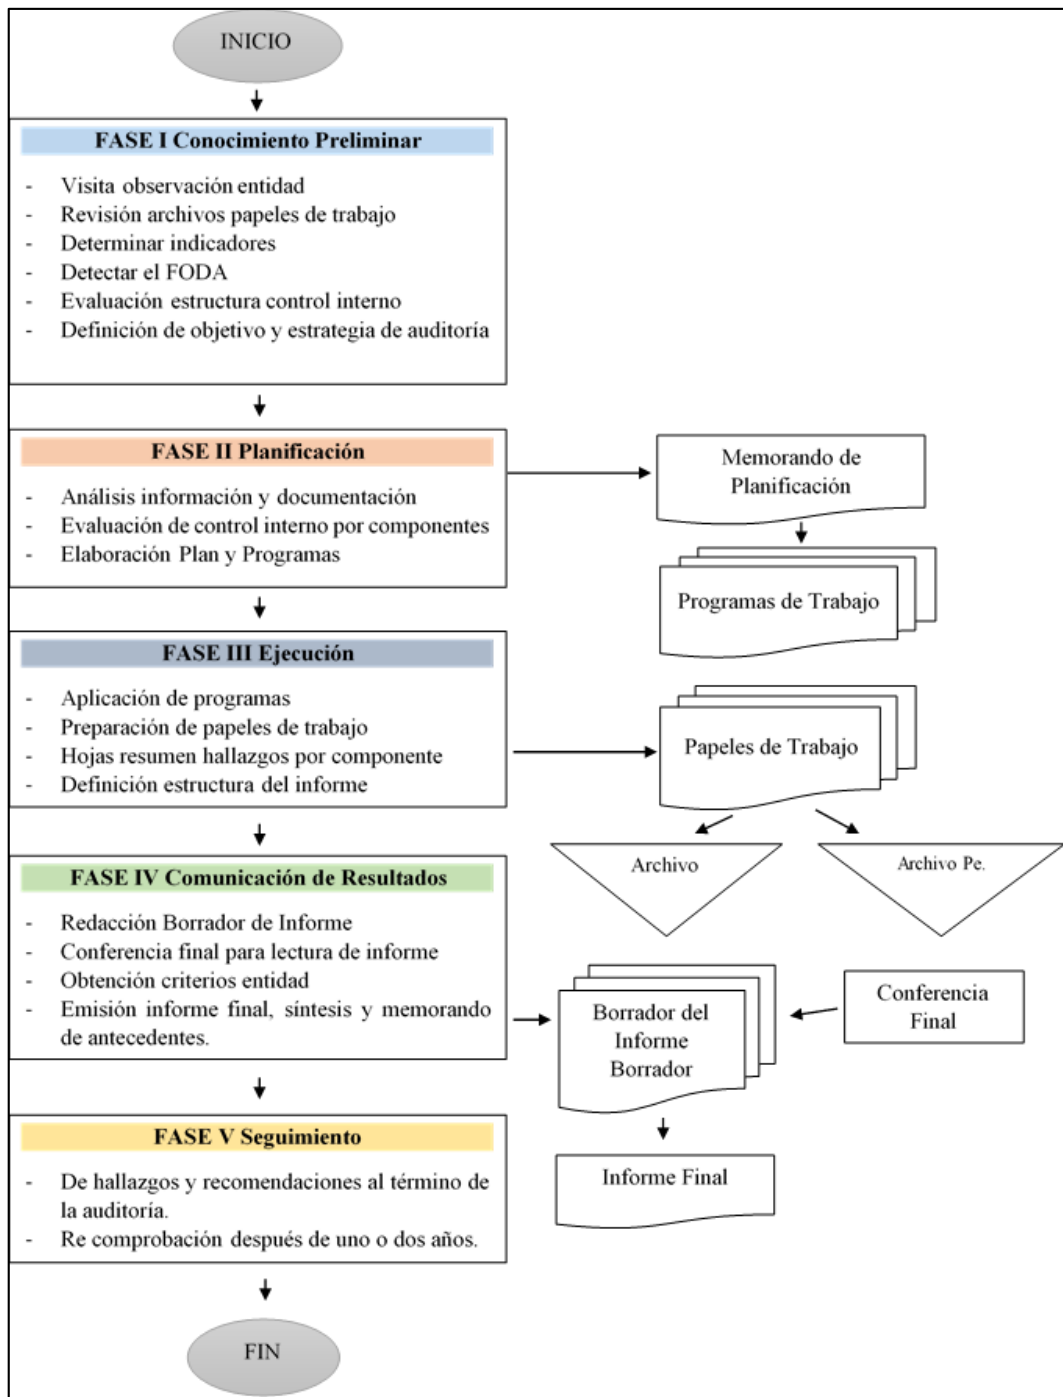 INICIO
FASE I Conocimiento Preliminar
- Visita observación entidad
- Revisión archivos papeles de trabajo
- Determinar indicadores
- Detectar el FODA
- Evaluación estructura control interno
- Definición de objetivo y estrategia de auditoría
FASE II Planificación
- Análisis información y documentación
- Evaluación de control interno por componentes
- Elaboración Plan y Programas
Memorando de
Planificación
Programas de Trabajo
FASE III Ejecución
- Aplicación de programas
- Preparación de papeles de trabajo
- Hojas resumen hallazgos por componente
- Definición estructura del informe
Papeles de Trabajo
Archivo
Archivo Pe.
FASE IV Comunicación de Resultados
- Redacción Borrador de Informe
- Conferencia final para lectura de informe
- Obtención criterios entidad
- Emisión informe final, síntesis y memorando
de antecedentes.
Borrador del
Informe
Borrador
Conferencia
Final
FASE V Seguimiento
- De hallazgos y recomendaciones al término de
la auditoría.
- Re comprobación después de uno o dos años.
Informe Final
FIN